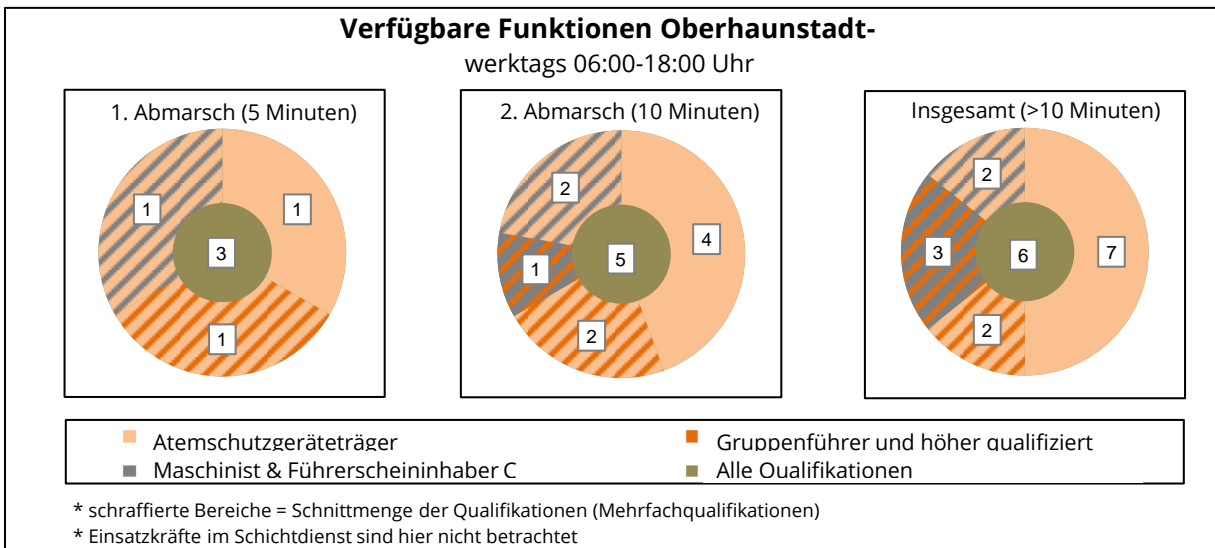 Verfügbare Funktionen Oberhaunstadt-
werktags 06:00-18:00 Uhr
1. Abmarsch (5 Minuten)
1
1
3
1
2. Abmarsch (10 Minuten)
2
4
1
5
2
Insgesamt (>10 Minuten)
2
3
6
7
2
Atemschutzgeräteträger
Gruppenführer und höher qualifiziert
Maschinist & Führerscheininhaber C
Alle Qualifikationen
* schraffierte Bereiche = Schnittmenge der Qualifikationen (Mehrfachqualifikationen)
* Einsatzkräfte im Schichtdienst sind hier nicht betrachtet